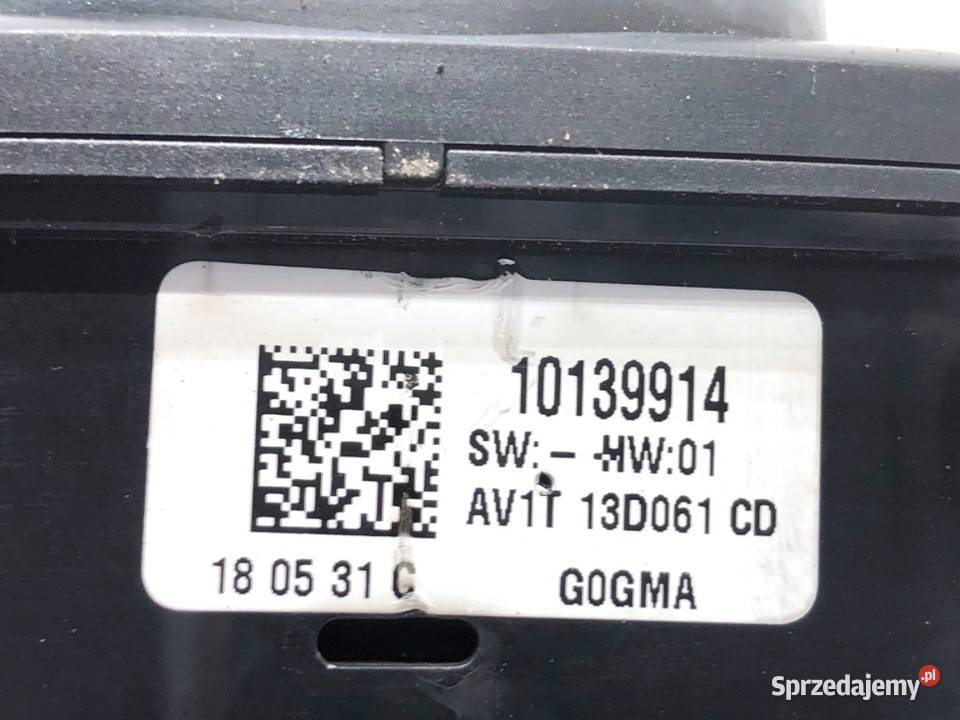 10139914
SW: – HW:01
AV1T 13D061 CD
18 05 31 C
G0GMA
Sprzedajemy.pl